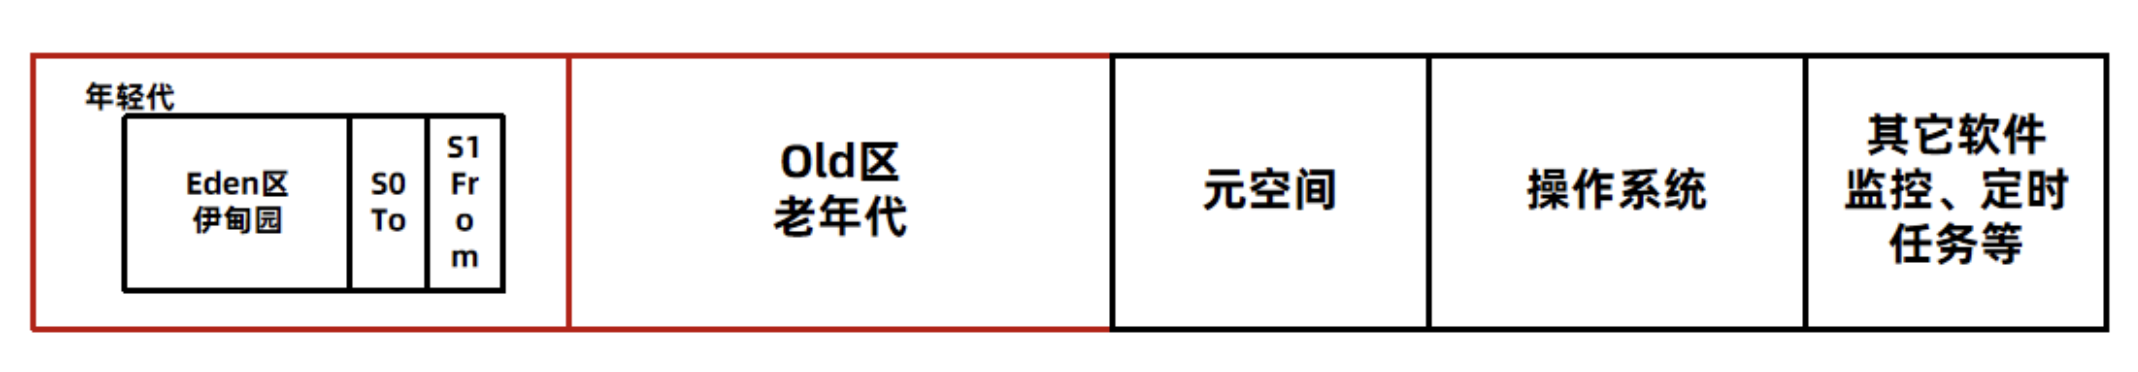 年轻代
Eden区
伊甸园
S0
To
S1
Fr
o
m
Old区
老年代
元空间
操作系统
其它软件
监控、定时
任务等